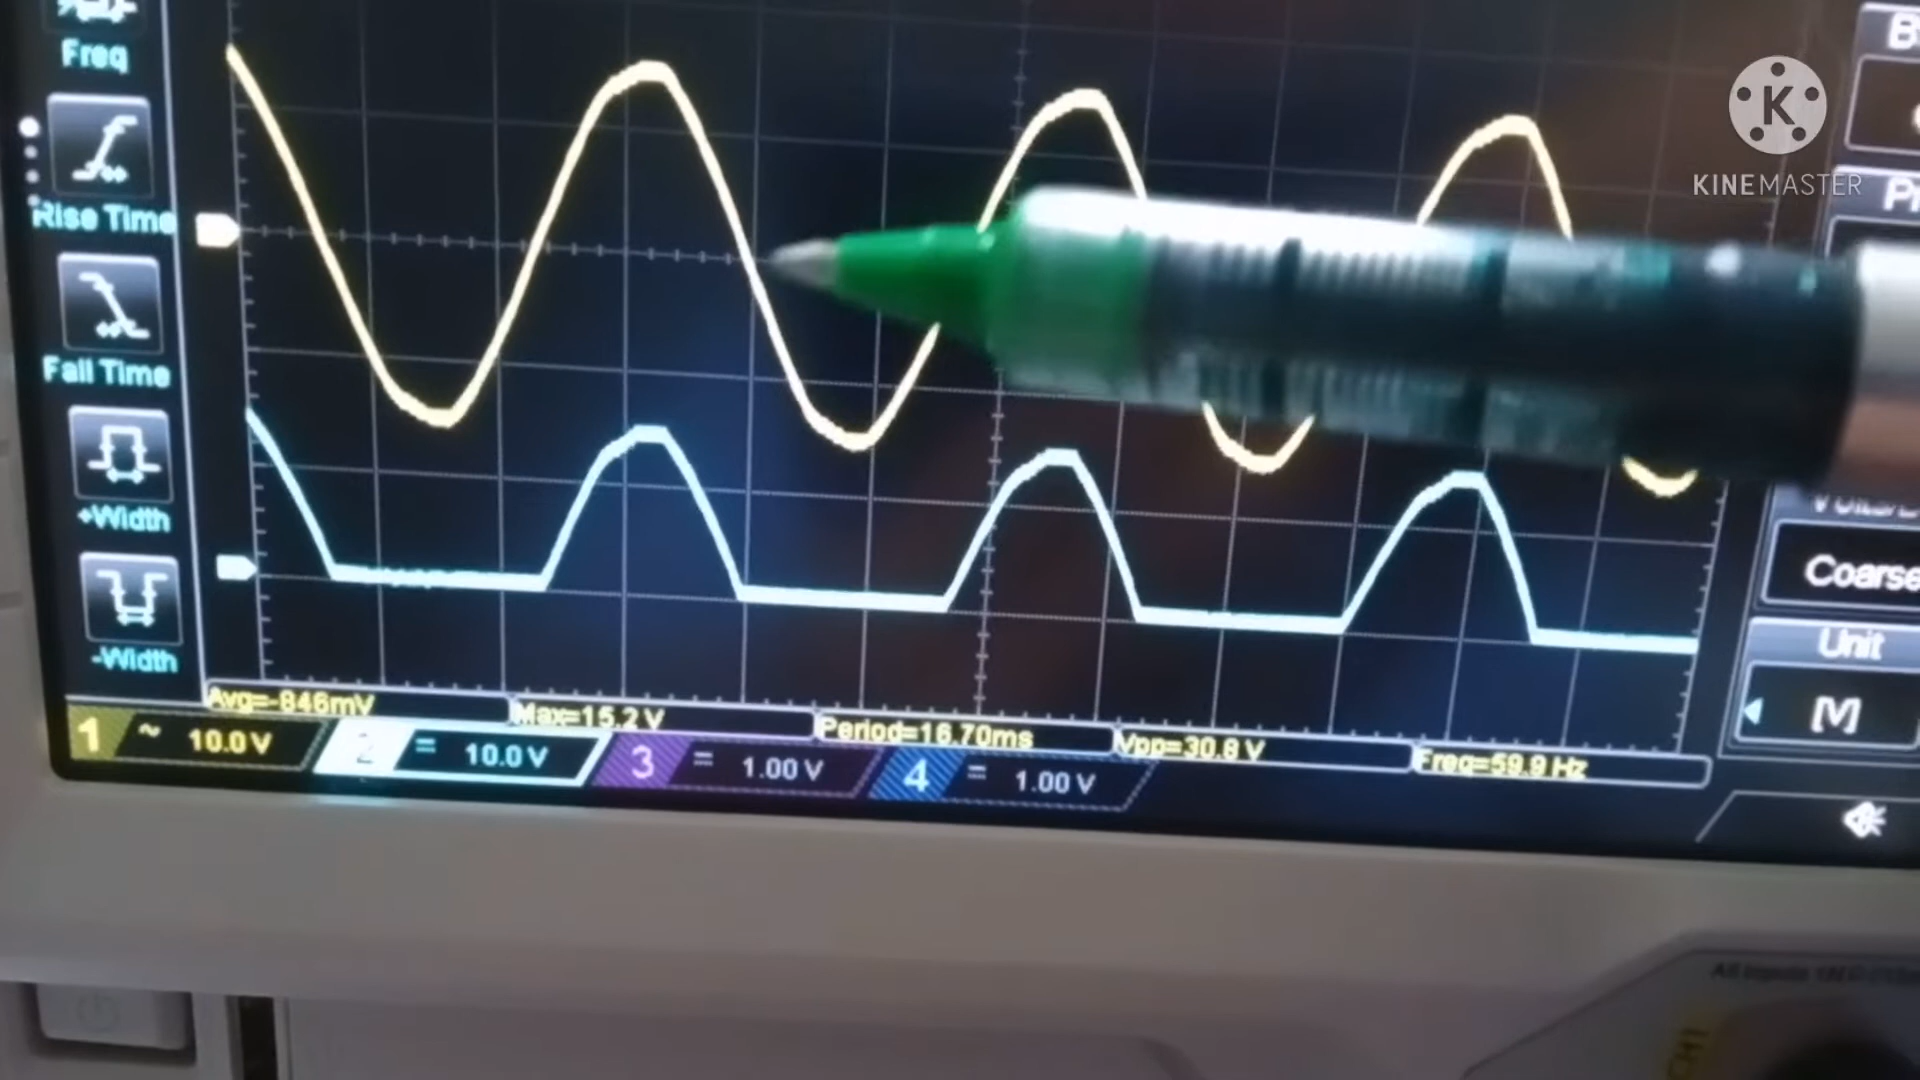 Freq
Rise Time
Fall Time
+Width
-Width
K
KINEMASTER
Coarse
Unit
[V]
Avg=-846mV
Max=15.2 V
Period=16.70ms
Vpp=30.8 V
Freq=59.9 Hz
1 ~ 10.0 V
2 = 10.0 V
3 = 1.00 V
4 = 1.00 V
CH1